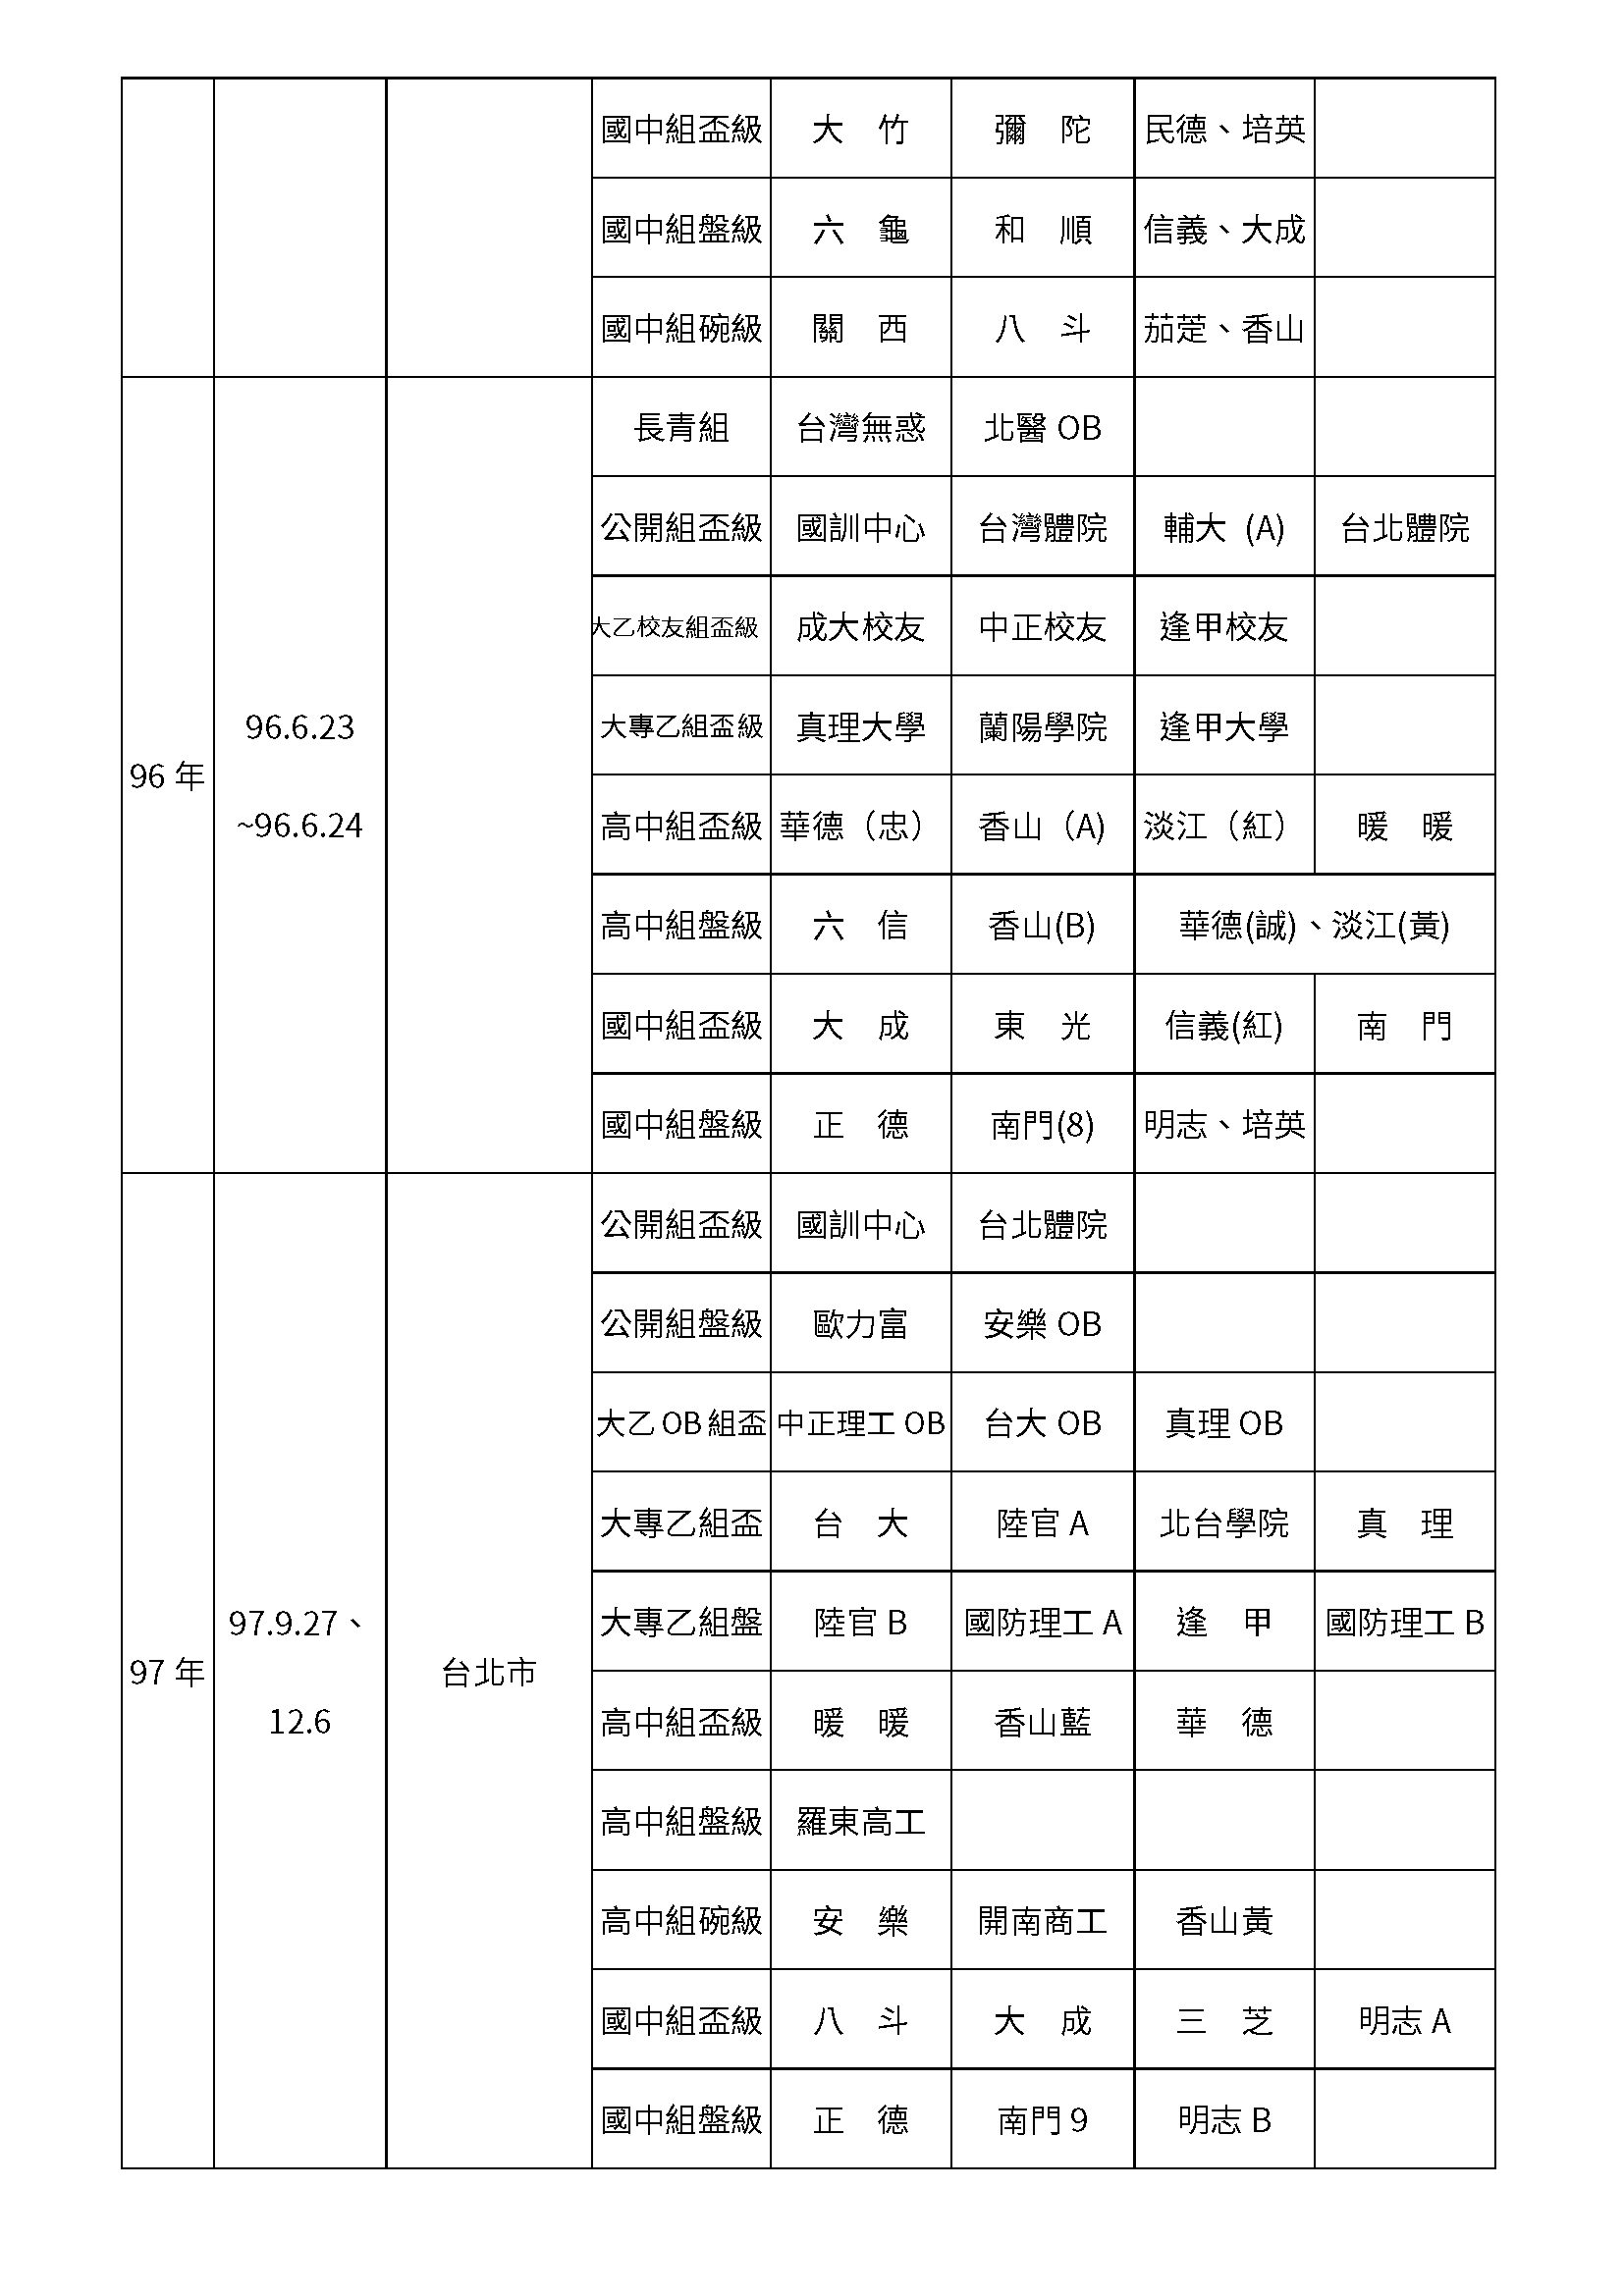 國中組盃級 大　竹 彌　陀 民德、培英
國中組盤級 六　龜 和　順 信義、大成
國中組碗級 關　西 八　斗 茄萣、香山
96 年
96.6.23
~96.6.24
長青組 台灣無惑 北醫 OB
公開組盃級 國訓中心 台灣體院 輔大 (A) 台北體院
大乙校友組盃級 成大校友 中正校友 逢甲校友
大專乙組盃級 真理大學 蘭陽學院 逢甲大學
高中組盃級 華德（忠） 香山（A) 淡江（紅） 暖　暖
高中組盤級 六　信 香山(B) 華德(誠)、淡江(黃)
國中組盃級 大　成 東　光 信義(紅) 南　門
國中組盤級 正　德 南門(8) 明志、培英
97 年
97.9.27、
12.6
台北市
公開組盃級 國訓中心 台北體院
公開組盤級 歐力富 安樂 OB
大乙 OB 組盃 中正理工 OB 台大 OB 真理 OB
大專乙組盃 台　大 陸官 A 北台學院 真　理
大專乙組盤 陸官 B 國防理工 A 逢　甲 國防理工 B
高中組盃級 暖　暖 香山藍 華　德
高中組盤級 羅東高工
高中組碗級 安　樂 開南商工 香山黃
國中組盃級 八　斗 大　成 三　芝 明志 A
國中組盤級 正　德 南門 9 明志 B